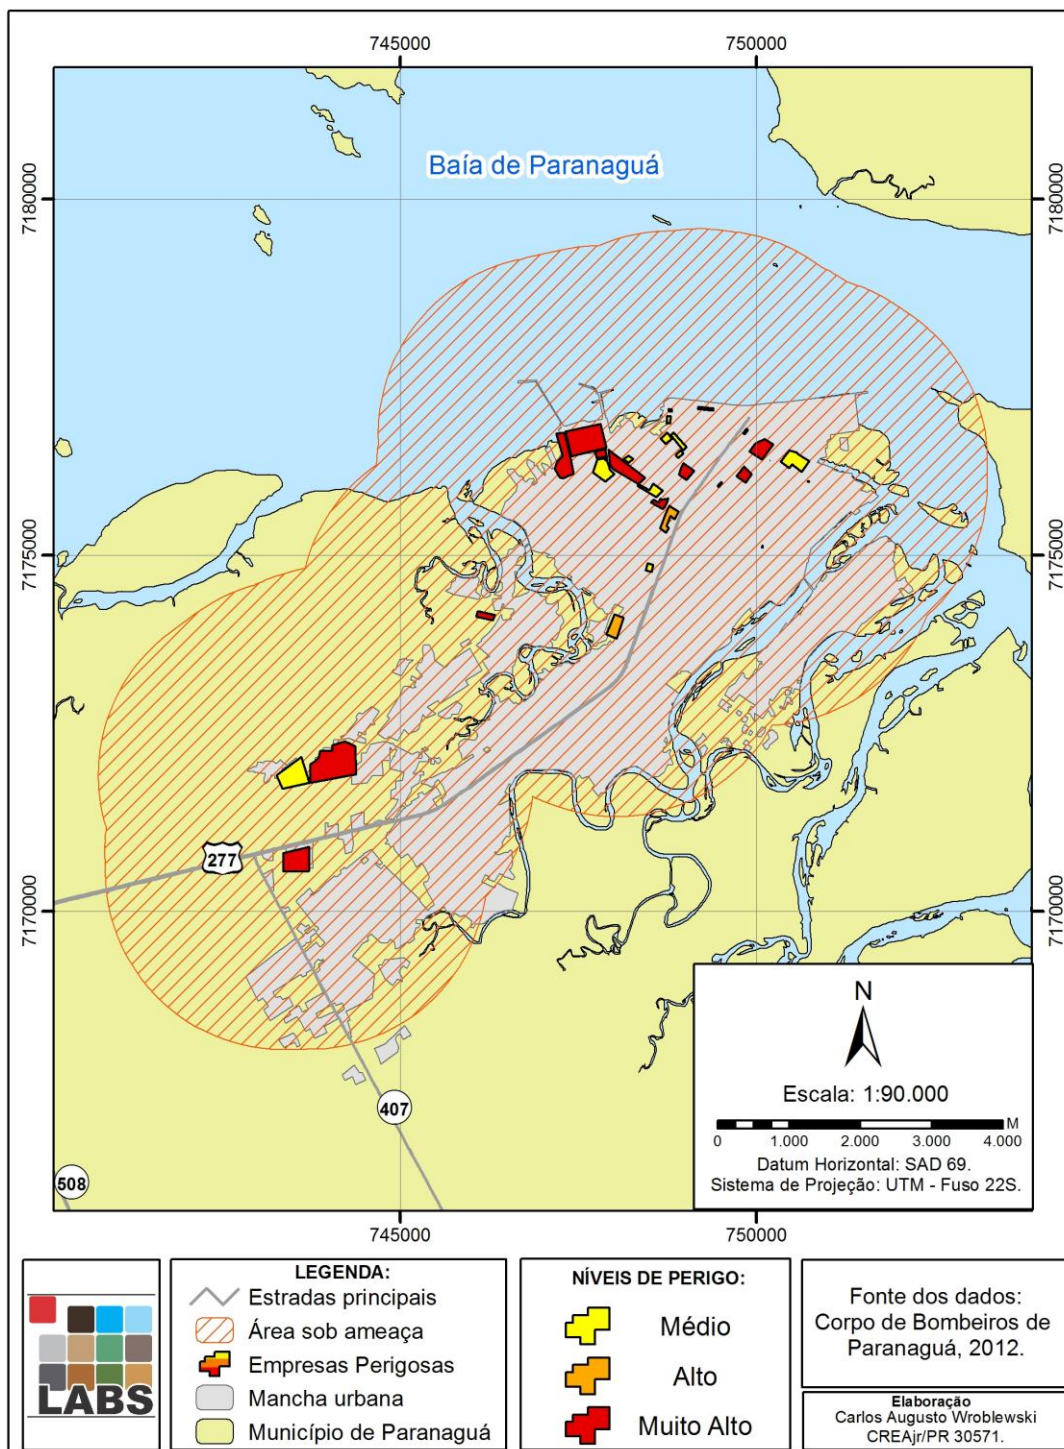 745000
750000
Baía de Paranaguá
7180000
7180000
7175000
7175000
277
7170000
7170000
N
Escala: 1:90.000
M
0 1.000 2.000 3.000 4.000
Datum Horizontal: SAD 69.
Sistema de Projeção: UTM - Fuso 22S.
407
508
745000
750000
LABS
LEGENDA:
Estradas principais
Área sob ameaça
Empresas Perigosas
Mancha urbana
Município de Paranaguá
NÍVEIS DE PERIGO:
Médio
Alto
Muito Alto
Fonte dos dados:
Corpo de Bombeiros de
Paranaguá, 2012.
Elaboração
Carlos Augusto Wroblewski
CREAjr/PR 30571.